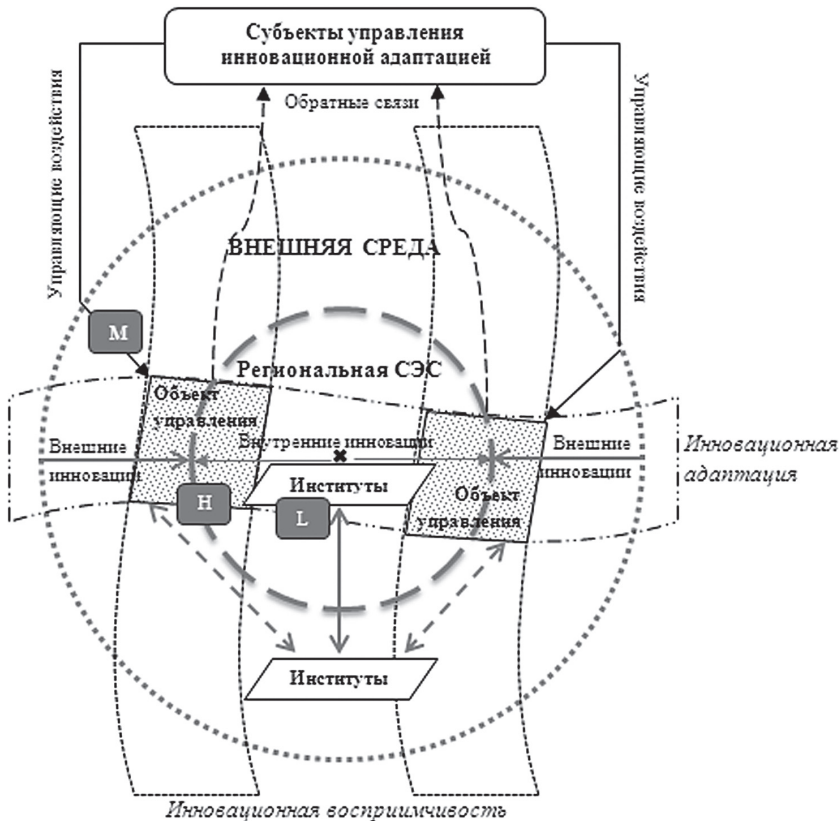 Субъекты управления
инновационной адаптацией
Обратные связи
Управляющие воздействия
Управляющие воздействия
ВНЕШНЯЯ СРЕДА
М
Региональная СЭС
Объект
управления
Внешние
инновации
Внутренние инновации
Внешние
инновации
Инновационная
адаптация
Институты
Н
L
Объект
управления
Институты
Инновационная восприимчивость